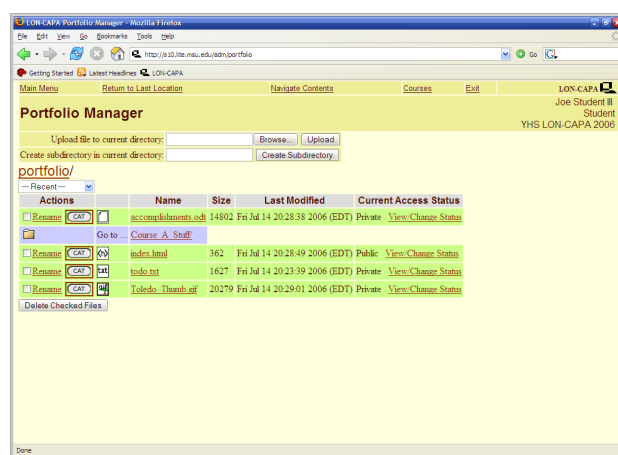 LON-CAPA Portfolio Manager - Mozilla Firefox
File Edit View Go Bookmarks Tools Help
http://s10.lite.msu.edu/adm/portfolio Go
Getting Started Latest Headlines LON-CAPA
Main Menu Return to Last Location Navigate Contents Courses Exit LON-CAPA
Joe Student III
Portfolio Manager Student
YHS LON-CAPA 2006
Upload file to current directory: Browse... Upload
Create subdirectory in current directory: Create Subdirectory
portfolio/
--- Recent ---
Actions Name Size Last Modified Current Access Status
Rename CAT accomplishments.odt 14802 Fri Jul 14 20:28:38 2006 (EDT) Private View/Change Status
Go to ... Course_A_Stuff/
Rename CAT index.html 362 Fri Jul 14 20:28:49 2006 (EDT) Public View/Change Status
Rename CAT txt todo.txt 1627 Fri Jul 14 20:23:39 2006 (EDT) Private View/Change Status
Rename CAT gif Toledo_Thumb.gif 20279 Fri Jul 14 20:29:01 2006 (EDT) Private View/Change Status
Delete Checked Files
Done